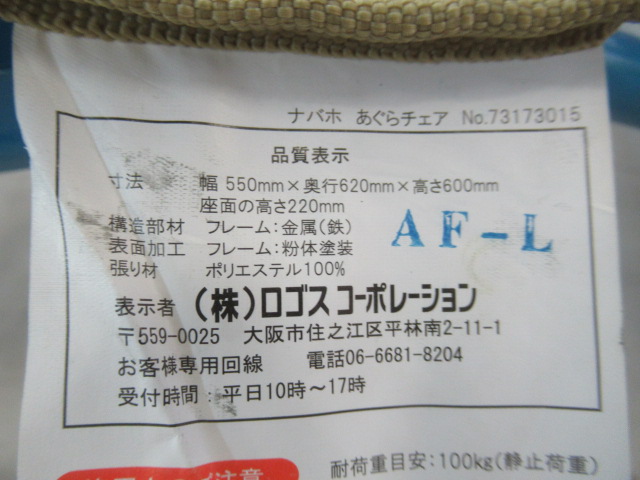 ナバホ あぐらチェア No.73173015
品質表示
寸法 幅 550mm×奥行620mm×高さ600mm
座面の高さ220mm
構造部材 フレーム:金属(鉄)
表面加工 フレーム:粉体塗装
張り材 ポリエステル100%
AF-L
表示者 (株)ロゴス コーポレーション
〒559-0025 大阪市住之江区平林南2-11-1
お客様専用回線 電話06-6681-8204
受付時間:平日10時〜17時
注意
耐荷重目安:100kg(静止荷重)